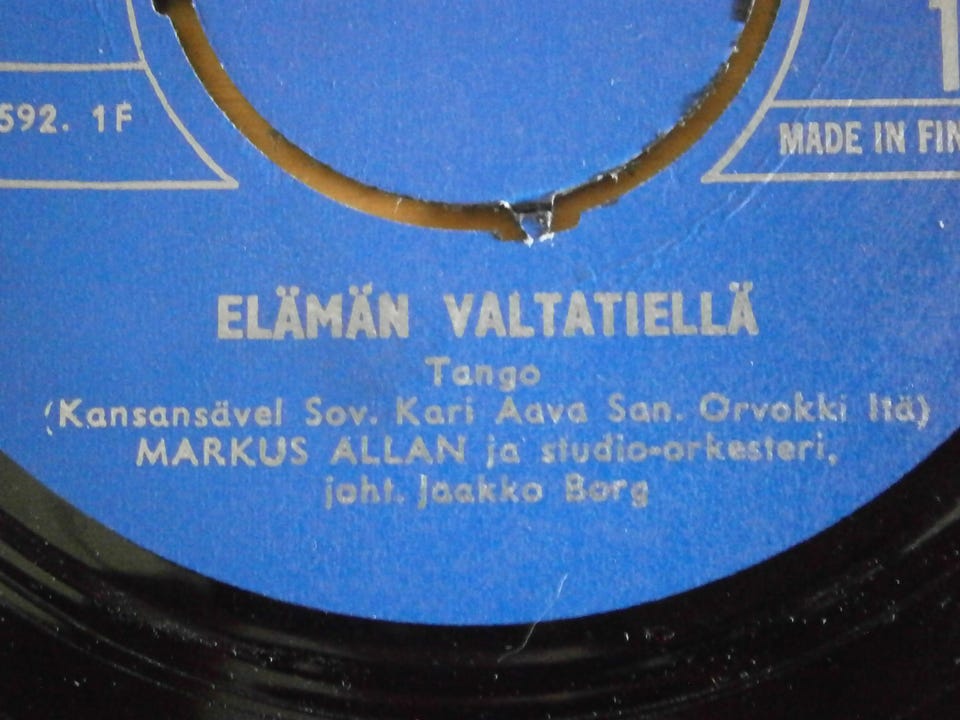 592. 1F
MADE IN FIN
ELÄMÄN VALTATIELLÄ
Tango
(Kansansävel Sov. Kari Aava San. Orvokki Itä)
MARKUS ALLAN ja studio-orkesteri,
joht. Jaakko Borg